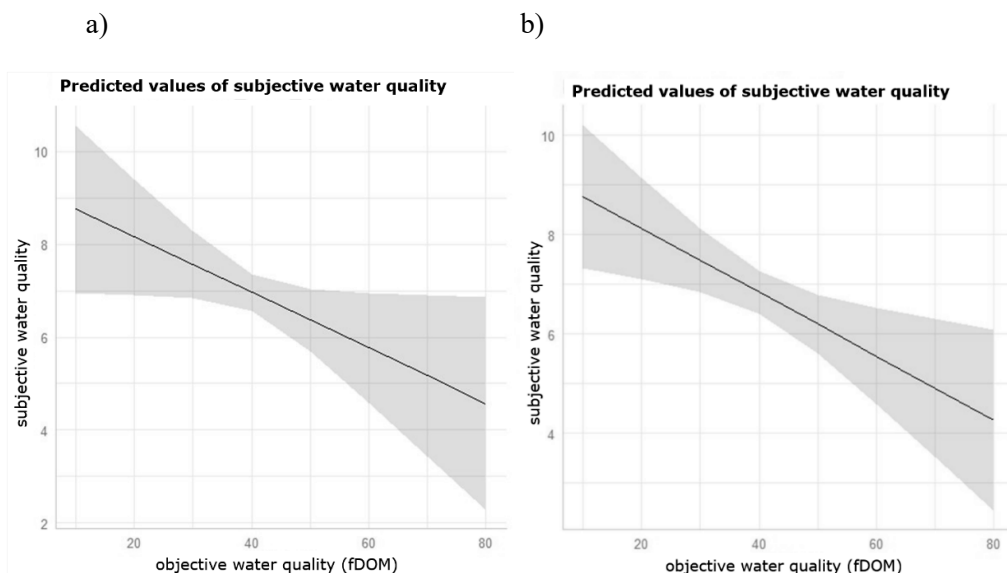 a)
b)
Predicted values of subjective water quality
subjective water quality
10
8
6
4
2
20
40
60
80
objective water quality (fDOM)
Predicted values of subjective water quality
subjective water quality
10
8
6
4
20
40
60
80
objective water quality (fDOM)